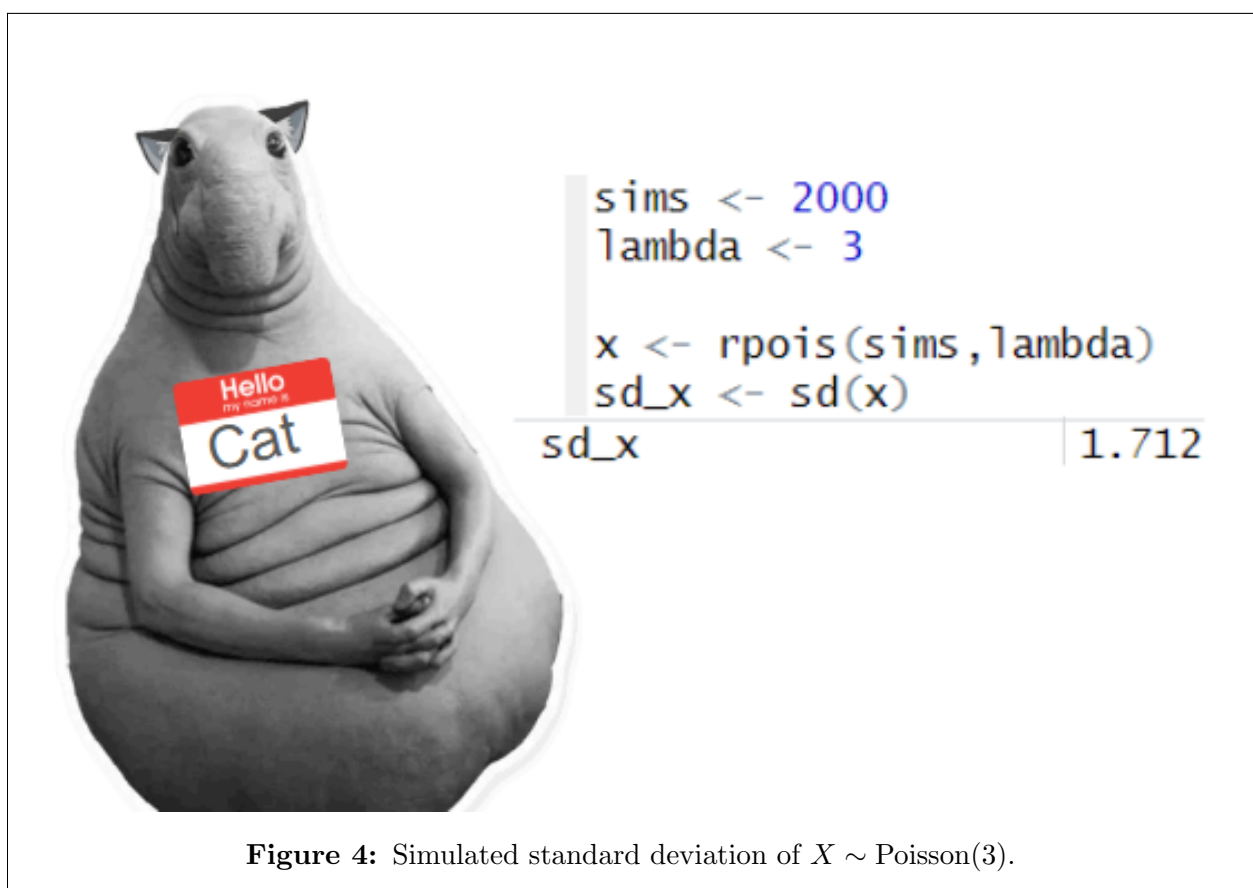 Hello
my name is
Cat
sims <- 2000
lambda <- 3
x <- rpois(sims,lambda)
sd_x <- sd(x)
sd_x 1.712
Figure 4: Simulated standard deviation of X ∼ Poisson(3).